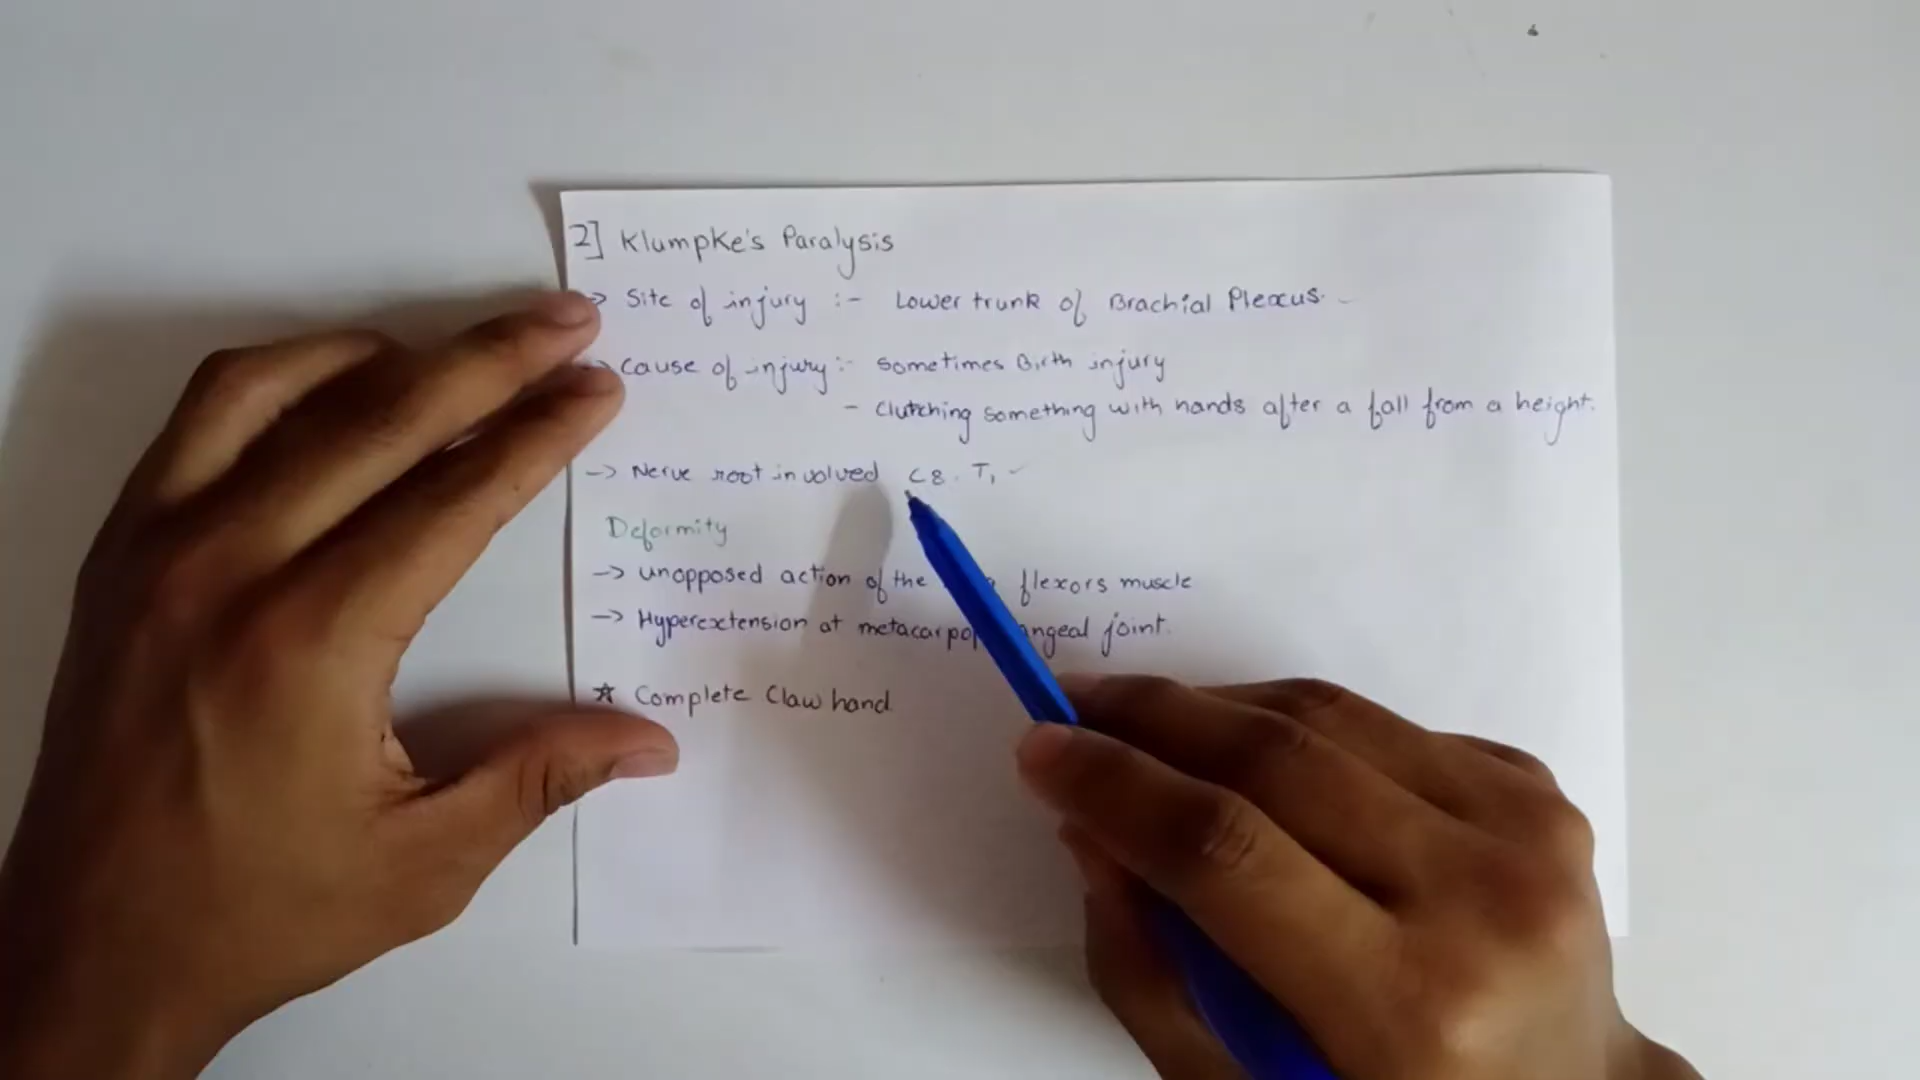 2] Klumpke's Paralysis
-> Site of injury :- Lower trunk of Brachial Plexus.
-> Cause of injury :- Sometimes Birth injury
- Clutching something with hands after a fall from a height.
-> Nerve root involved C8. T1
Deformity
-> unopposed action of the flexors muscle
-> Hyperextension at joint.
☆ Complete Claw hand.